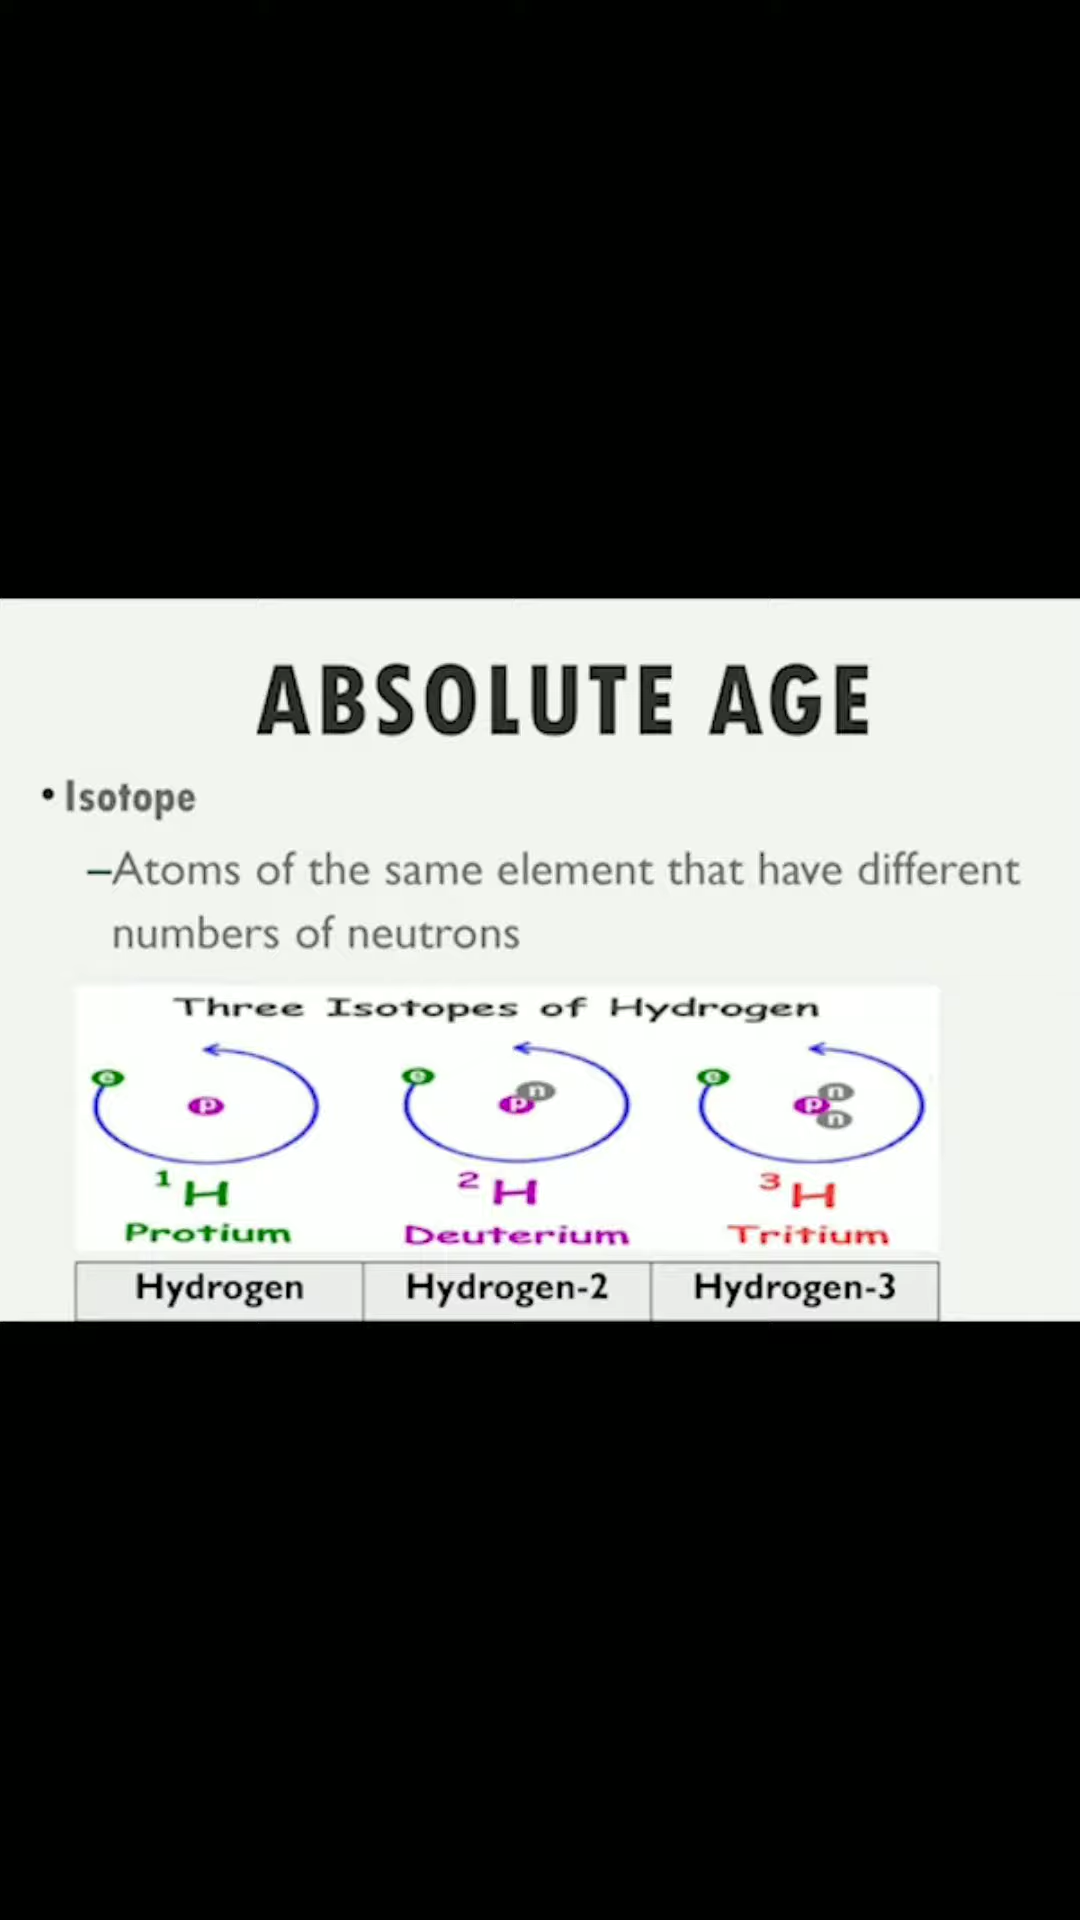 ABSOLUTE AGE
• Isotope
–Atoms of the same element that have different
numbers of neutrons
Three Isotopes of Hydrogen
e p e p n e p n n
¹H ²H ³H
Protium Deuterium Tritium
Hydrogen Hydrogen-2 Hydrogen-3